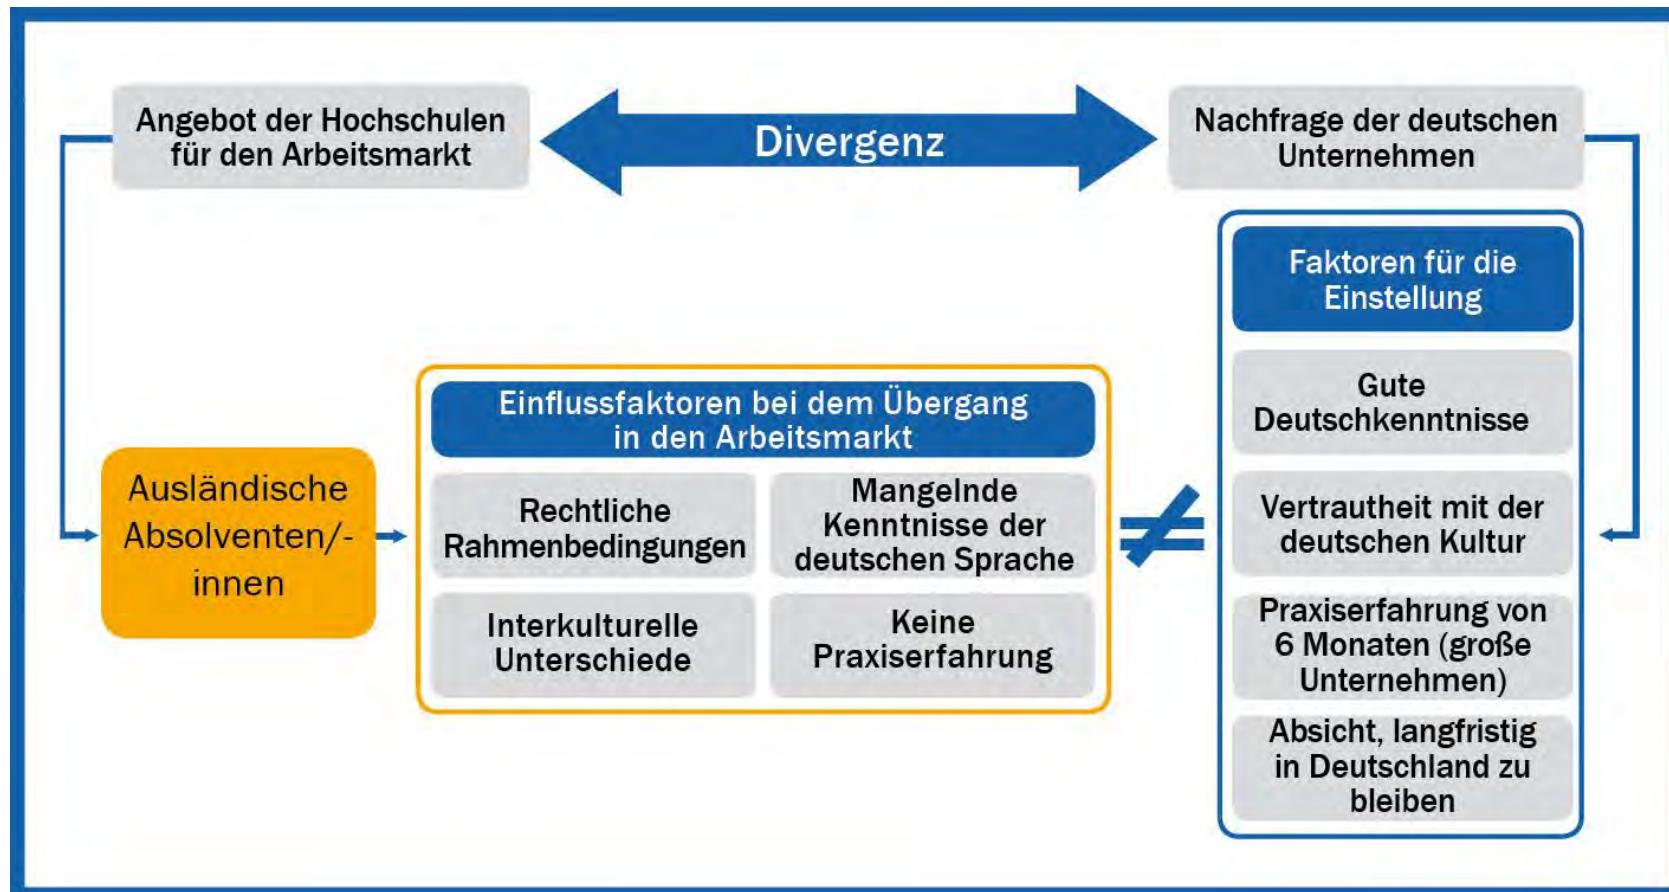 Angebot der Hochschulen
für den Arbeitsmarkt
Divergenz
Nachfrage der deutschen
Unternehmen
Ausländische
Absolventen/-
innen
Einflussfaktoren bei dem Übergang
in den Arbeitsmarkt
Rechtliche
Rahmenbedingungen
Mangelnde
Kenntnisse der
deutschen Sprache
Interkulturelle
Unterschiede
Keine
Praxiserfahrung
≠
Faktoren für die
Einstellung
Gute
Deutschkenntnisse
Vertrautheit mit der
deutschen Kultur
Praxiserfahrung von
6 Monaten (große
Unternehmen)
Absicht, langfristig
in Deutschland zu
bleiben